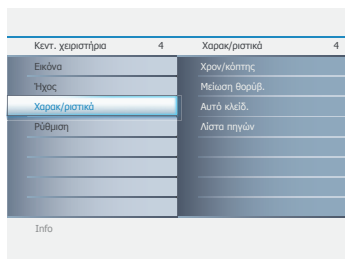 Κεντ. χειριστήρια 4 Χαρακ/ριστικά 4
Εικόνα Χρον/κόπτης
Ήχος Μείωση θορύβ.
Χαρακ/ριστικά Αυτό κλείδ.
Ρύθμιση Λίστα πηγών
Info